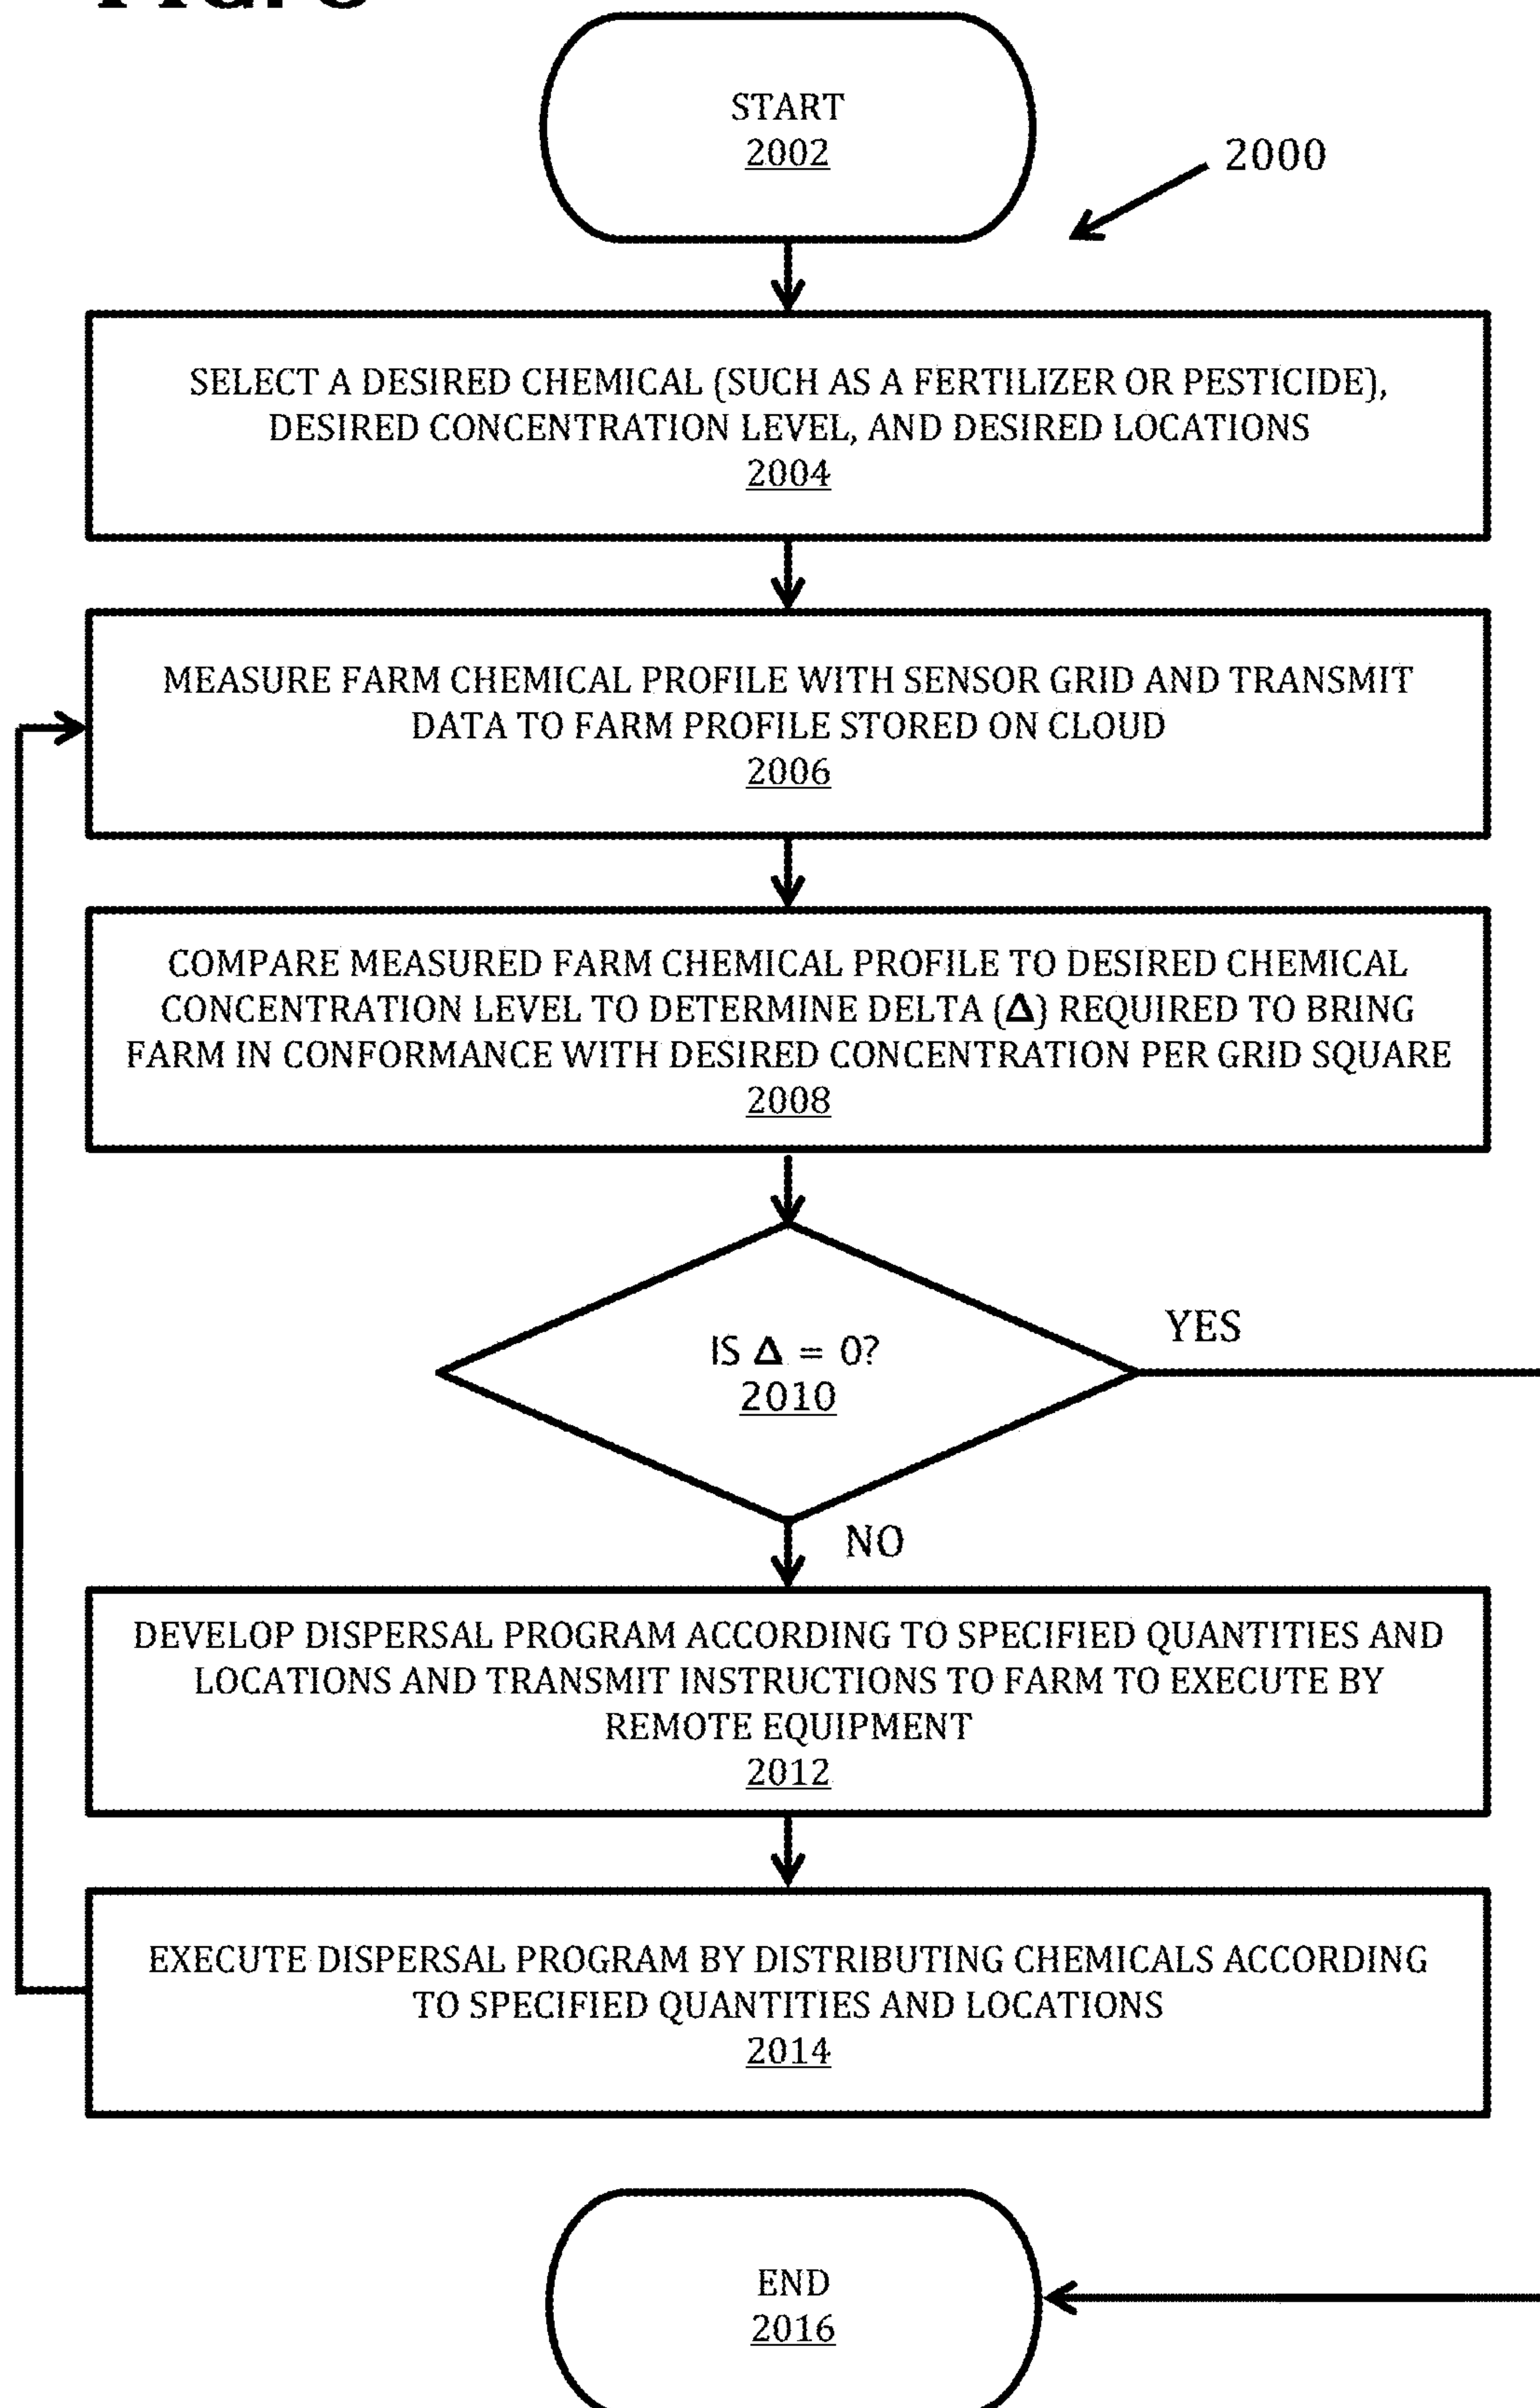 START
2002
2000
SELECT A DESIRED CHEMICAL (SUCH AS A FERTILIZER OR PESTICIDE),
DESIRED CONCENTRATION LEVEL, AND DESIRED LOCATIONS
2004
MEASURE FARM CHEMICAL PROFILE WITH SENSOR GRID AND TRANSMIT
DATA TO FARM PROFILE STORED ON CLOUD
2006
COMPARE MEASURED FARM CHEMICAL PROFILE TO DESIRED CHEMICAL
CONCENTRATION LEVEL TO DETERMINE DELTA (Δ) REQUIRED TO BRING
FARM IN CONFORMANCE WITH DESIRED CONCENTRATION PER GRID SQUARE
2008
YES
IS Δ = 0?
2010
NO
DEVELOP DISPERSAL PROGRAM ACCORDING TO SPECIFIED QUANTITIES AND
LOCATIONS AND TRANSMIT INSTRUCTIONS TO FARM TO EXECUTE BY
REMOTE EQUIPMENT
2012
EXECUTE DISPERSAL PROGRAM BY DISTRIBUTING CHEMICALS ACCORDING
TO SPECIFIED QUANTITIES AND LOCATIONS
2014
END
2016